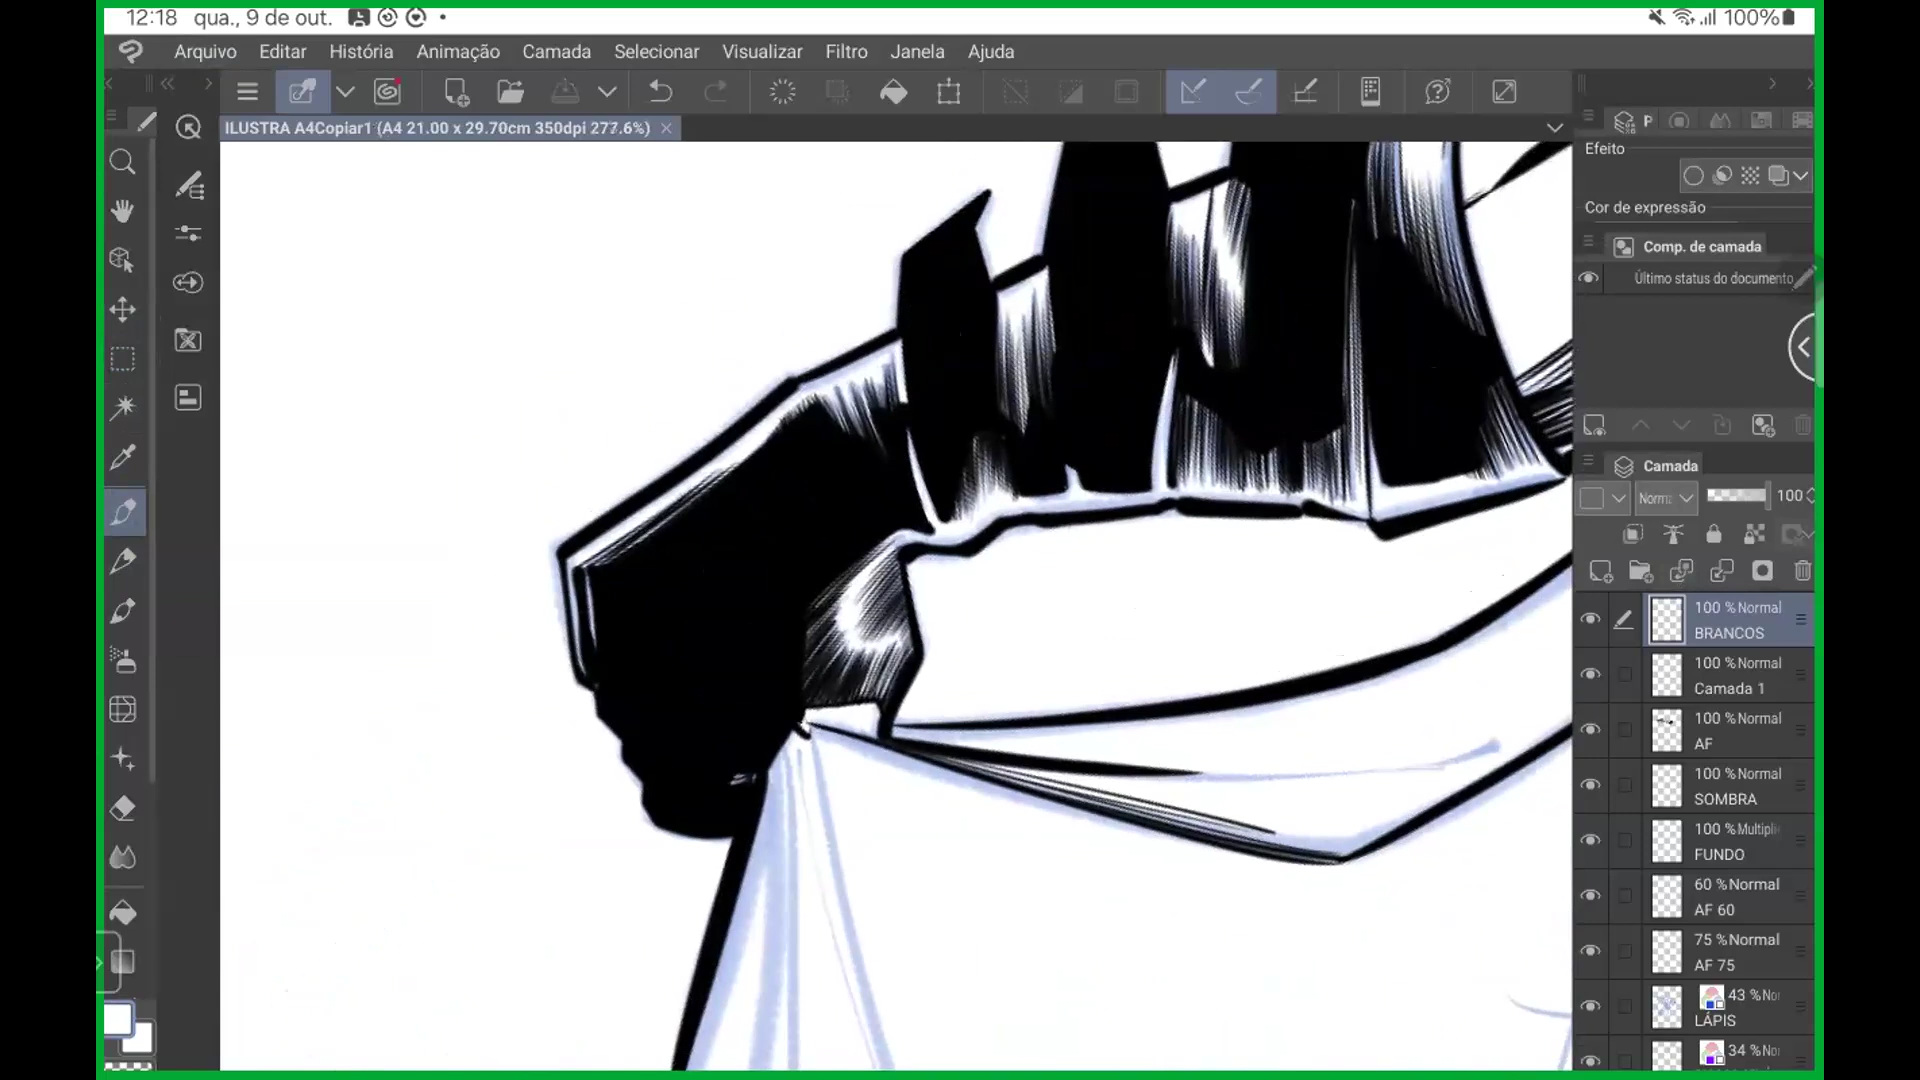 12:18 qua., 9 de out.
100%
Arquivo Editar História Animação Camada Selecionar Visualizar Filtro Janela Ajuda
ILUSTRA A4Copiar1 (A4 21.00 x 29.70cm 350dpi 277.6%)
P
Efeito
Cor de expressão
Comp. de camada
Último status do documento
Camada
100
100 % Normal
BRANCOS
100 % Normal
Camada 1
100 % Normal
AF
100 % Normal
SOMBRA
100 %
FUNDO
60 % Normal
AF 60
75 % Normal
AF 75
43 %
LÁPIS
34 %